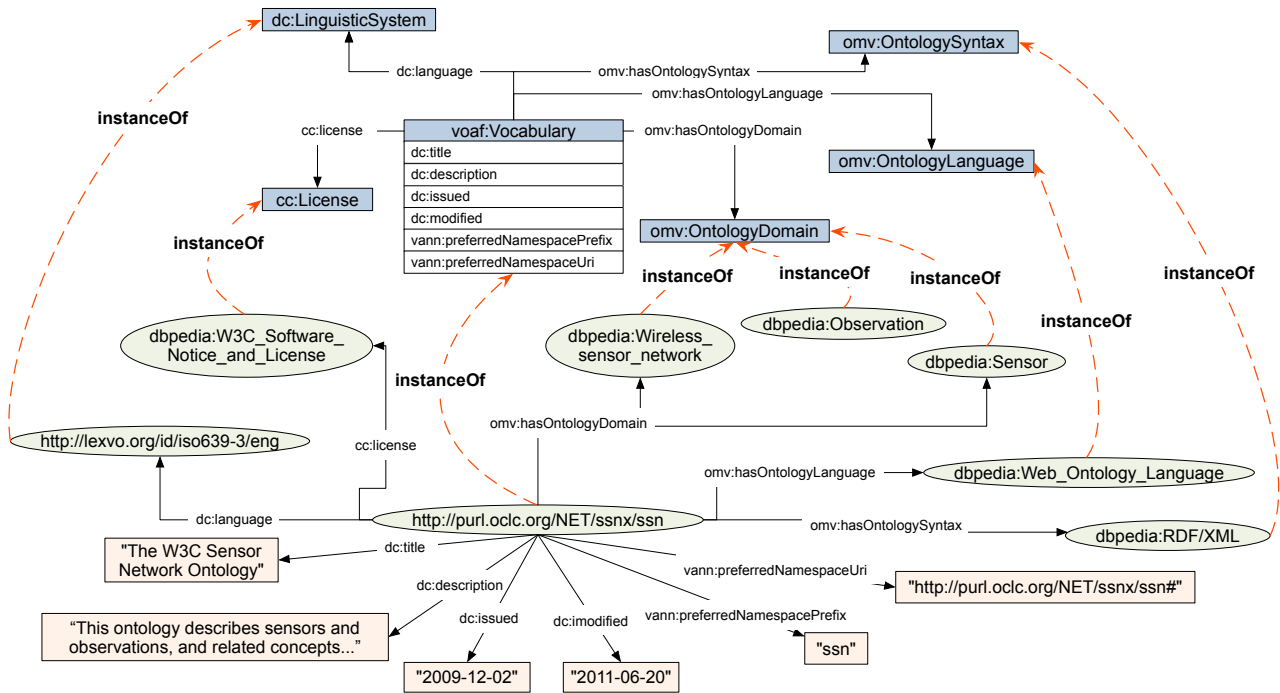 dc:LinguisticSystem
omv:OntologySyntax
dc:language
omv:hasOntologySyntax
omv:hasOntologyLanguage
instanceOf
cc:license
voaf:Vocabulary
omv:hasOntologyDomain
dc:title
dc:description
dc:issued
dc:modified
vann:preferredNamespacePrefix
vann:preferredNamespaceUri
omv:OntologyLanguage
cc:License
omv:OntologyDomain
instanceOf
instanceOf
instanceOf
instanceOf
instanceOf
dbpedia:W3C_Software_
Notice_and_License
dbpedia:Wireless_
sensor_network
dbpedia:Observation
instanceOf
dbpedia:Sensor
instanceOf
http://lexvo.org/id/iso639-3/eng
cc:license
omv:hasOntologyDomain
omv:hasOntologyLanguage
dbpedia:Web_Ontology_Language
dc:language
http://purl.oclc.org/NET/ssnx/ssn
omv:hasOntologySyntax
dbpedia:RDF/XML
"The W3C Sensor
Network Ontology"
dc:title
dc:description
vann:preferredNamespaceUri
"http://purl.oclc.org/NET/ssnx/ssn#"
dc:issued
dc:imodified
vann:preferredNamespacePrefix
“This ontology describes sensors and
observations, and related concepts...”
"ssn"
"2009-12-02"
"2011-06-20"